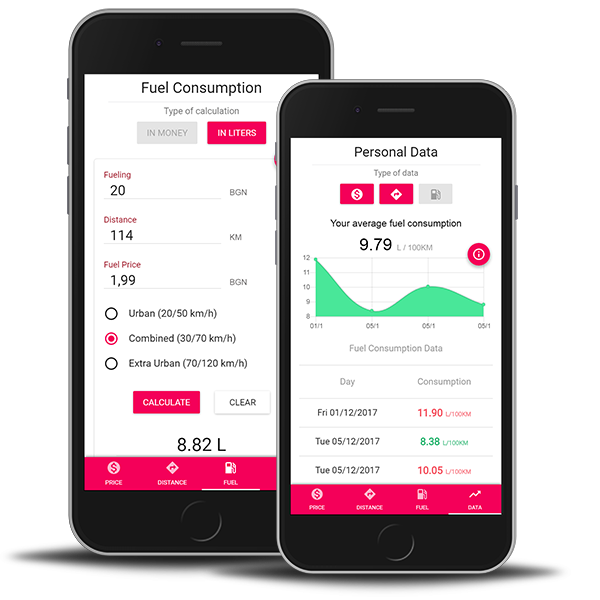 Fuel Consumption
Type of calculation
IN MONEY
IN LITERS
Fueling
20 BGN
Distance
114 KM
Fuel Price
1,99 BGN
Urban (20/50 km/h)
Combined (30/70 km/h)
Extra Urban (70/120 km/h)
CALCULATE
CLEAR
8.82 L
PRICE
DISTANCE
FUEL
Personal Data
Type of data
Your average fuel consumption
9.79 L / 100KM
12
11
10
9
8
01/1 05/1 05/1 05/1
Fuel Consumption Data
Day Consumption
Fri 01/12/2017 11.90 L/100KM
Tue 05/12/2017 8.38 L/100KM
Tue 05/12/2017 10.05 L/100KM
PRICE
DISTANCE
FUEL
DATA